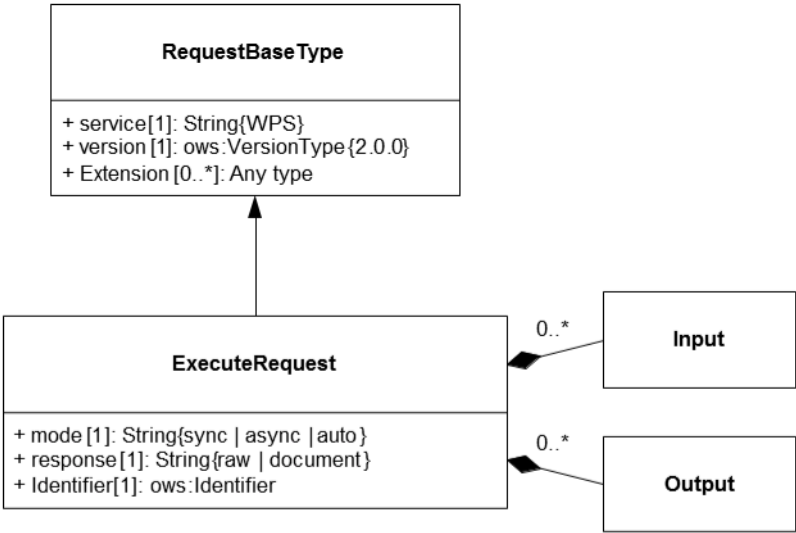 RequestBaseType
+ service[1]: String{WPS}
+ version[1]: ows:VersionType{2.0.0}
+ Extension[0..*]: Any type
ExecuteRequest
+ mode[1]: String{sync | async | auto}
+ response[1]: String{raw | document}
+ Identifier[1]: ows:Identifier
0..*
Input
0..*
Output